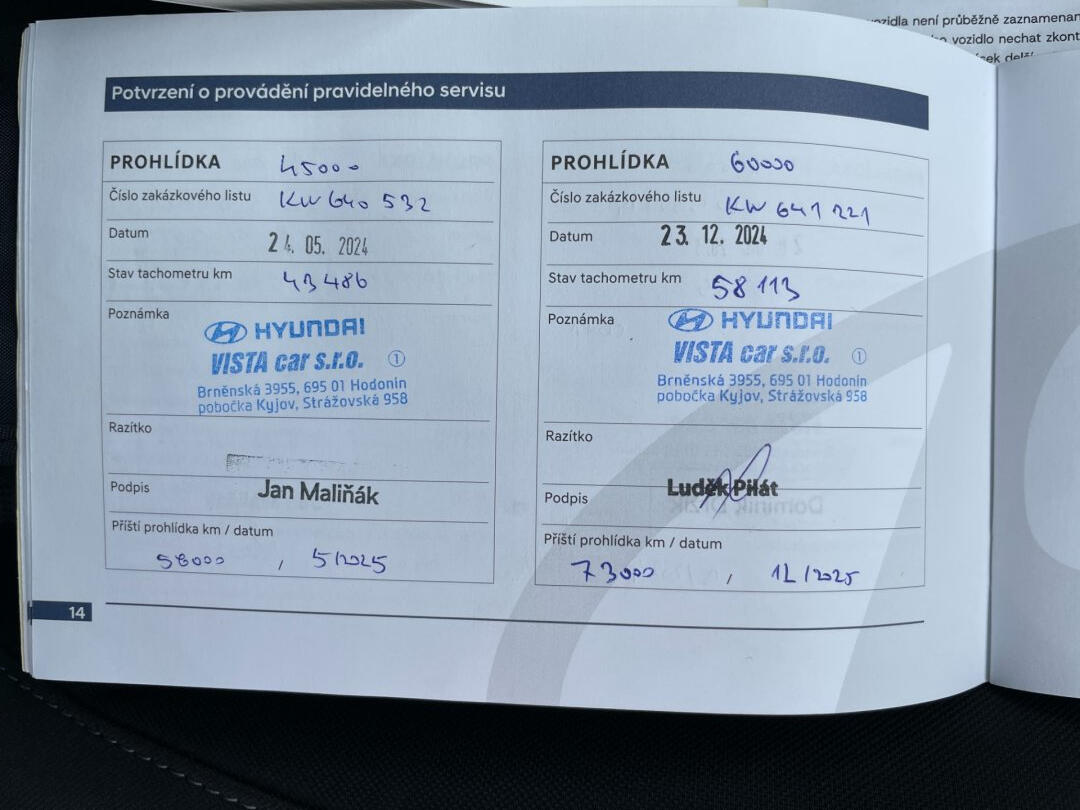 vozidla není průběžně zaznamenan
vozidlo nechat zkont
Potvrzení o provádění pravidelného servisu
PROHLÍDKA 45000
Číslo zakázkového listu KW 640 532
Datum 24. 05. 2024
Stav tachometru km 43486
Poznámka
HYUNDAI
VISTA car s.r.o. 1
Brněnská 3955, 695 01 Hodonín
pobočka Kyjov, Strážovská 958
Razítko
Podpis Jan Maliňák
Příští prohlídka km / datum
58000 , 5/2025
PROHLÍDKA 60000
Číslo zakázkového listu KW 641 221
Datum 23. 12. 2024
Stav tachometru km 58113
Poznámka
HYUNDAI
VISTA car s.r.o. 1
Brněnská 3955, 695 01 Hodonín
pobočka Kyjov, Strážovská 958
Razítko
Podpis Luděk Pilát
Příští prohlídka km / datum
73000 , 12/2025
14